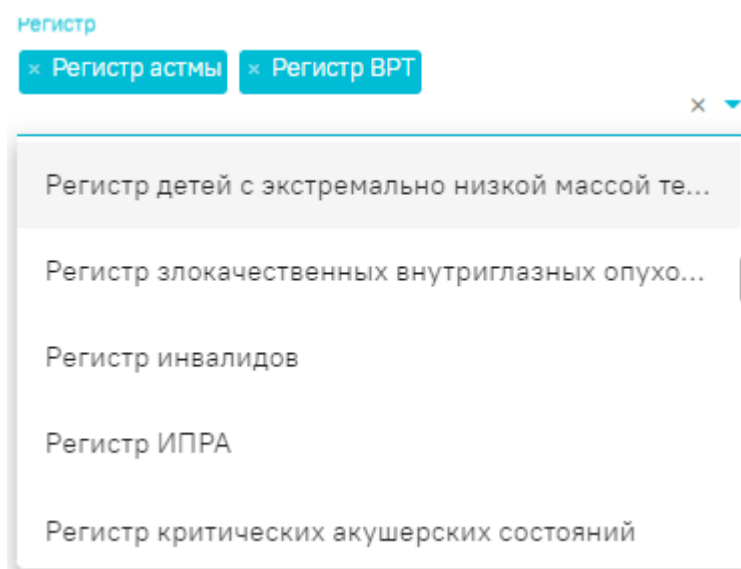 Регистр
× Регистр астмы × Регистр ВРТ
×
Регистр детей с экстремально низкой массой те...
Регистр злокачественных внутриглазных опухо...
Регистр инвалидов
Регистр ИПРА
Регистр критических акушерских состояний